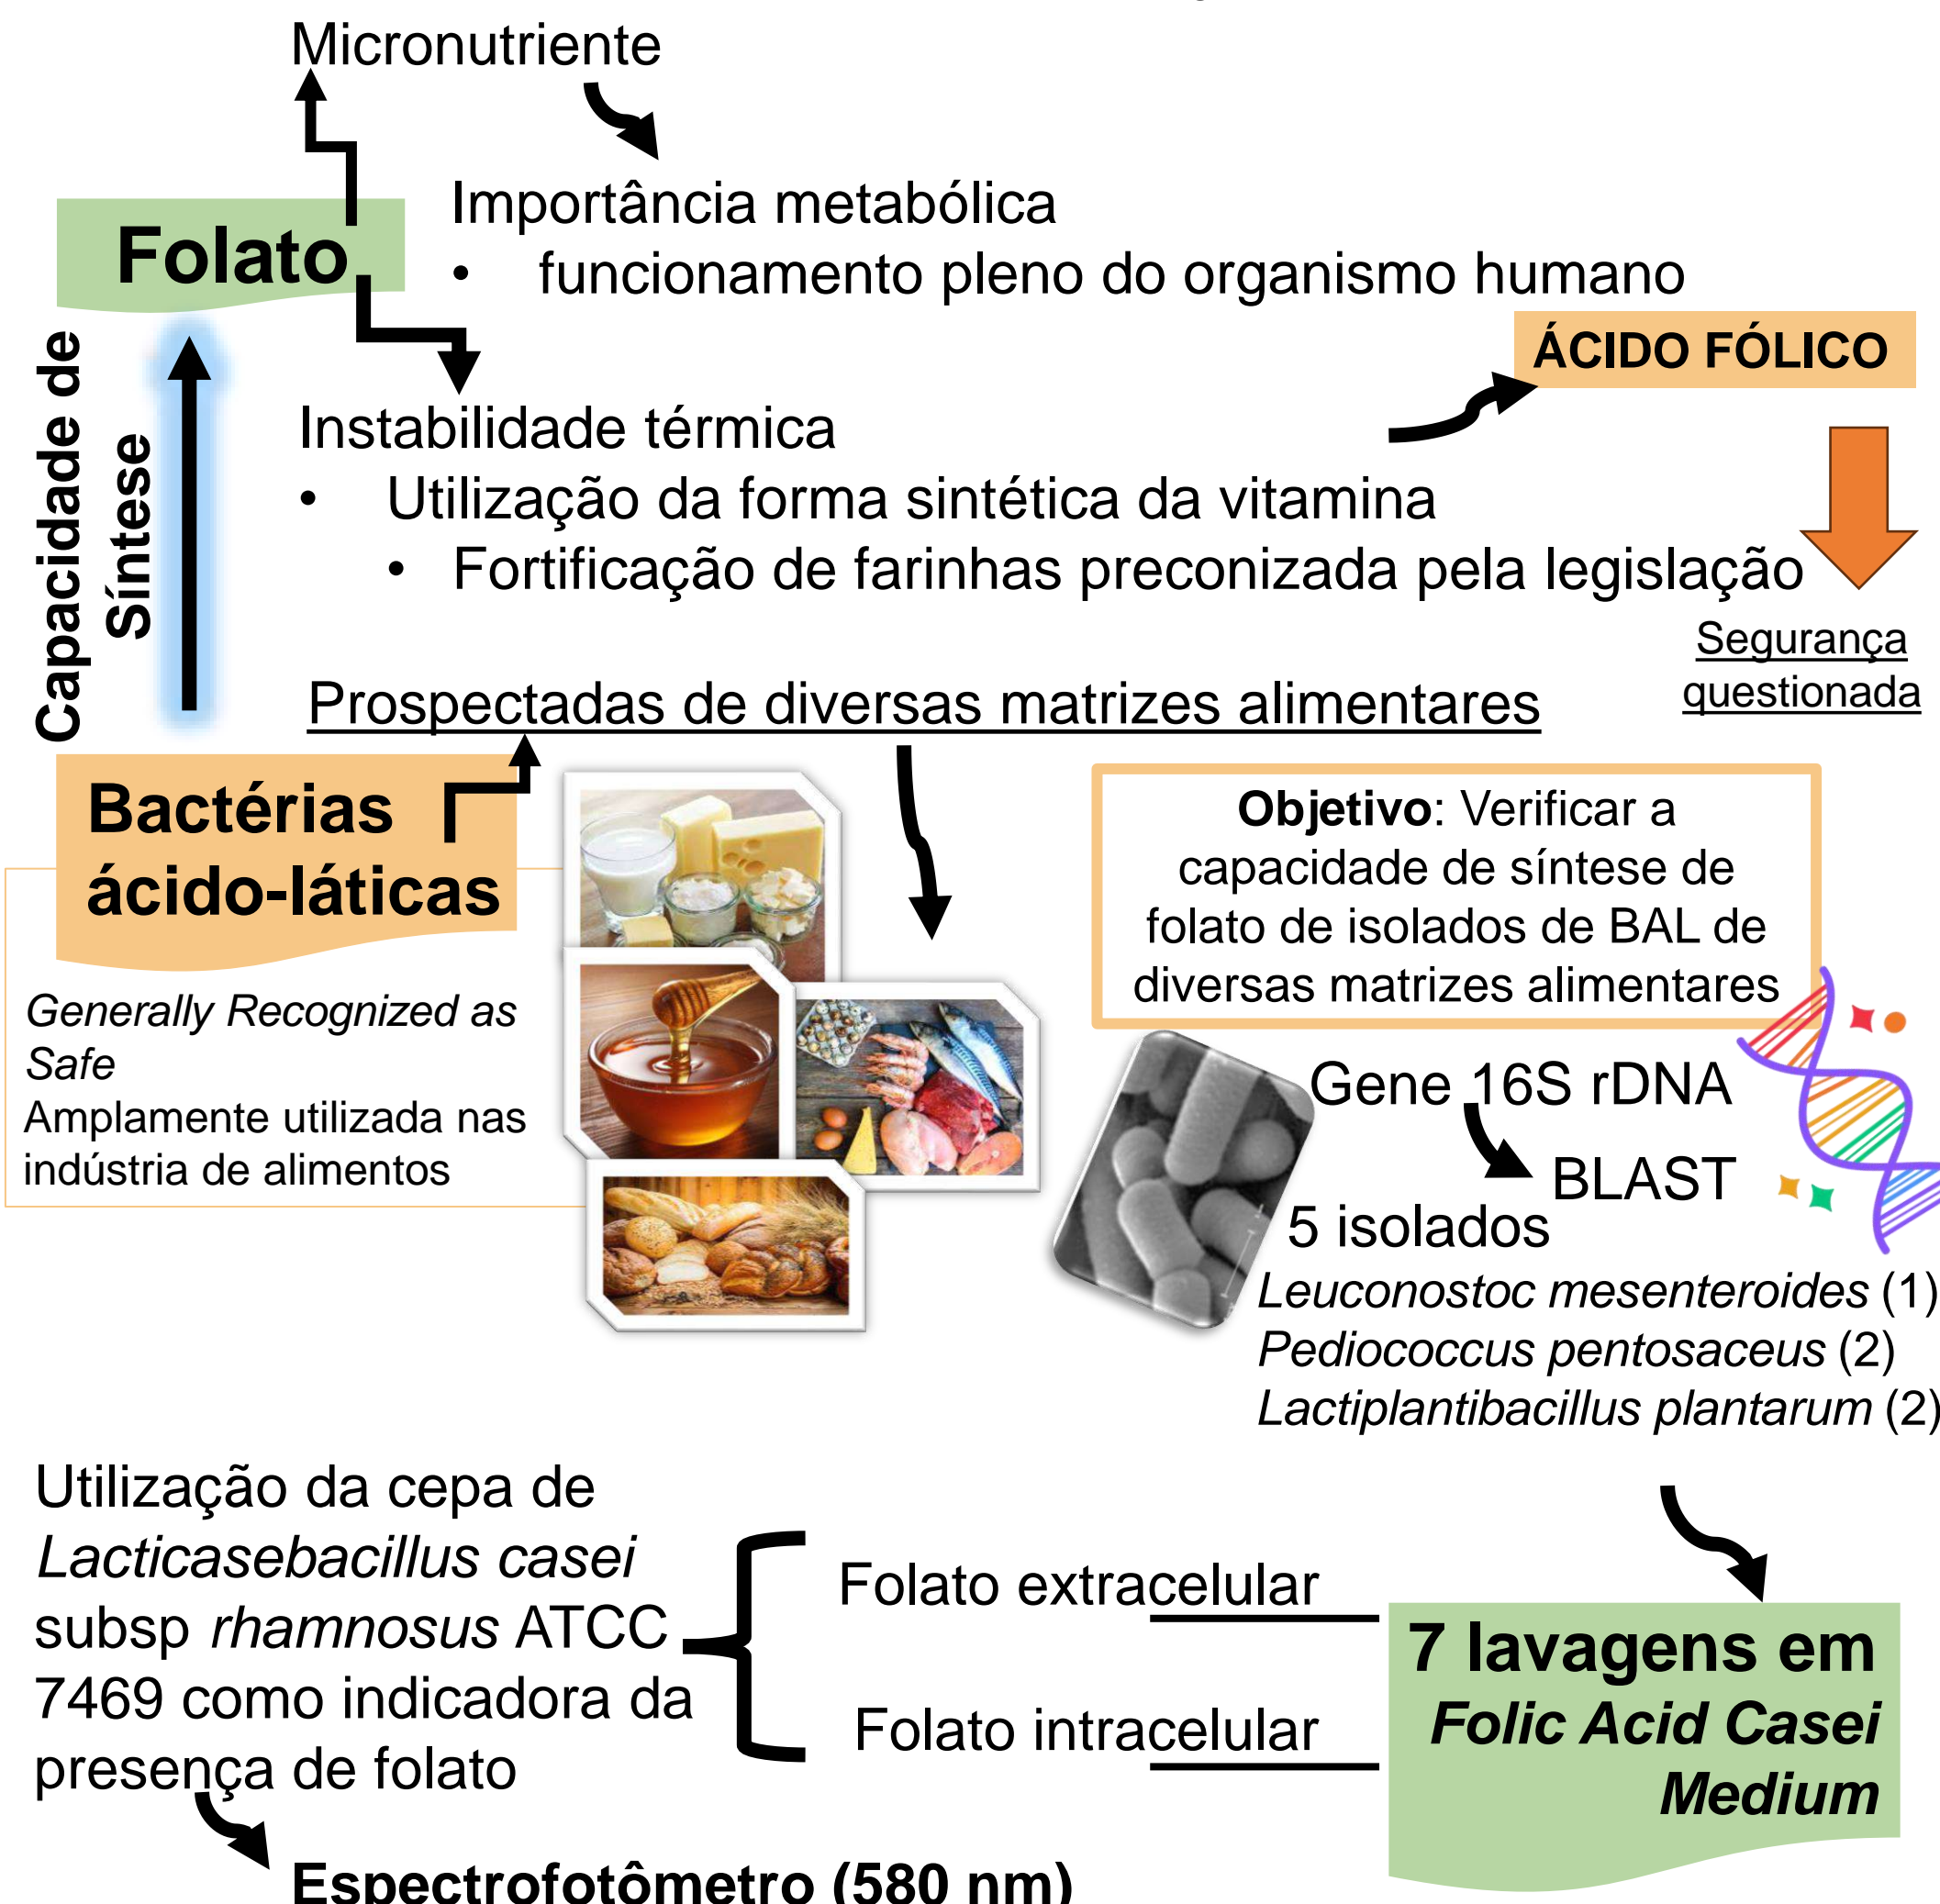 Micronutriente
Importância metabólica
Folato
• funcionamento pleno do organismo humano
ÁCIDO FÓLICO
Capacidade de
Síntese
Instabilidade térmica
• Utilização da forma sintética da vitamina
• Fortificação de farinhas preconizada pela legislação
Segurança
questionada
Prospectadas de diversas matrizes alimentares
Bactérias
ácido-láticas
Generally Recognized as
Safe
Amplamente utilizada nas
indústria de alimentos
Objetivo: Verificar a
capacidade de síntese de
folato de isolados de BAL de
diversas matrizes alimentares
Gene 16S rDNA
BLAST
5 isolados
Leuconostoc mesenteroides (1)
Pediococcus pentosaceus (2)
Lactiplantibacillus plantarum (2)
7 lavagens em
Folic Acid Casei
Medium
Folato extracelular
Folato intracelular
Utilização da cepa de
Lacticasebacillus casei
subsp rhamnosus ATCC
7469 como indicadora da
presença de folato
Espectrofotômetro (580 nm)